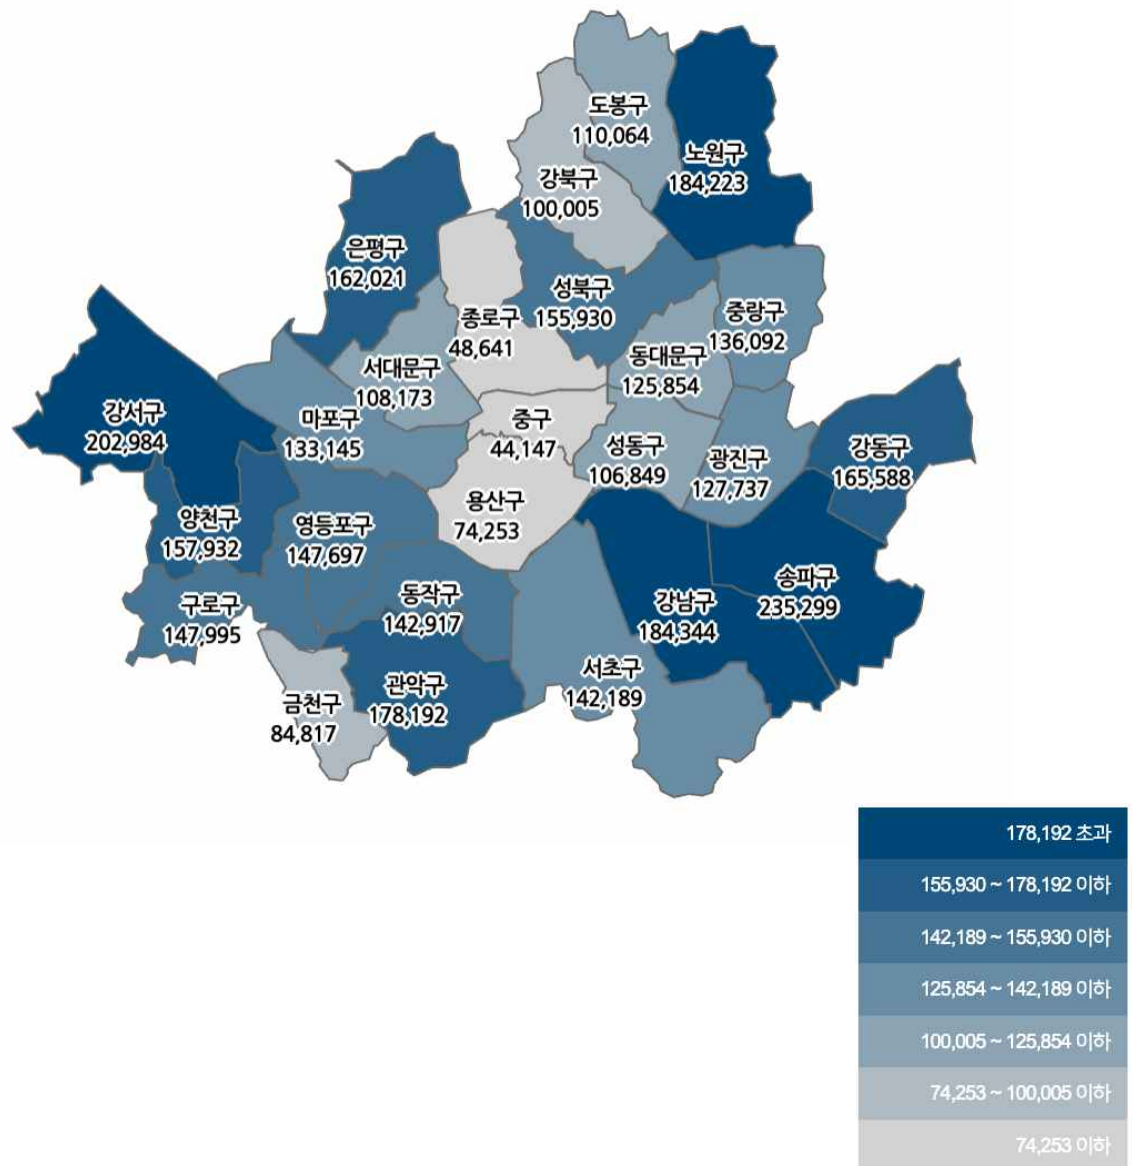 도봉구
110,064
노원구
184,223
강북구
100,005
은평구
162,021
성북구
155,930
종로구
48,641
중랑구
136,092
동대문구
125,854
서대문구
108,173
강서구
202,984
마포구
133,145
중구
44,147
성동구
106,849
광진구
127,737
강동구
165,588
용산구
74,253
양천구
157,932
영등포구
147,697
송파구
235,299
구로구
147,995
동작구
142,917
강남구
184,344
서초구
142,189
관악구
178,192
금천구
84,817
178,192 초과
155,930 ~ 178,192 이하
142,189 ~ 155,930 이하
125,854 ~ 142,189 이하
100,005 ~ 125,854 이하
74,253 ~ 100,005 이하
74,253 이하